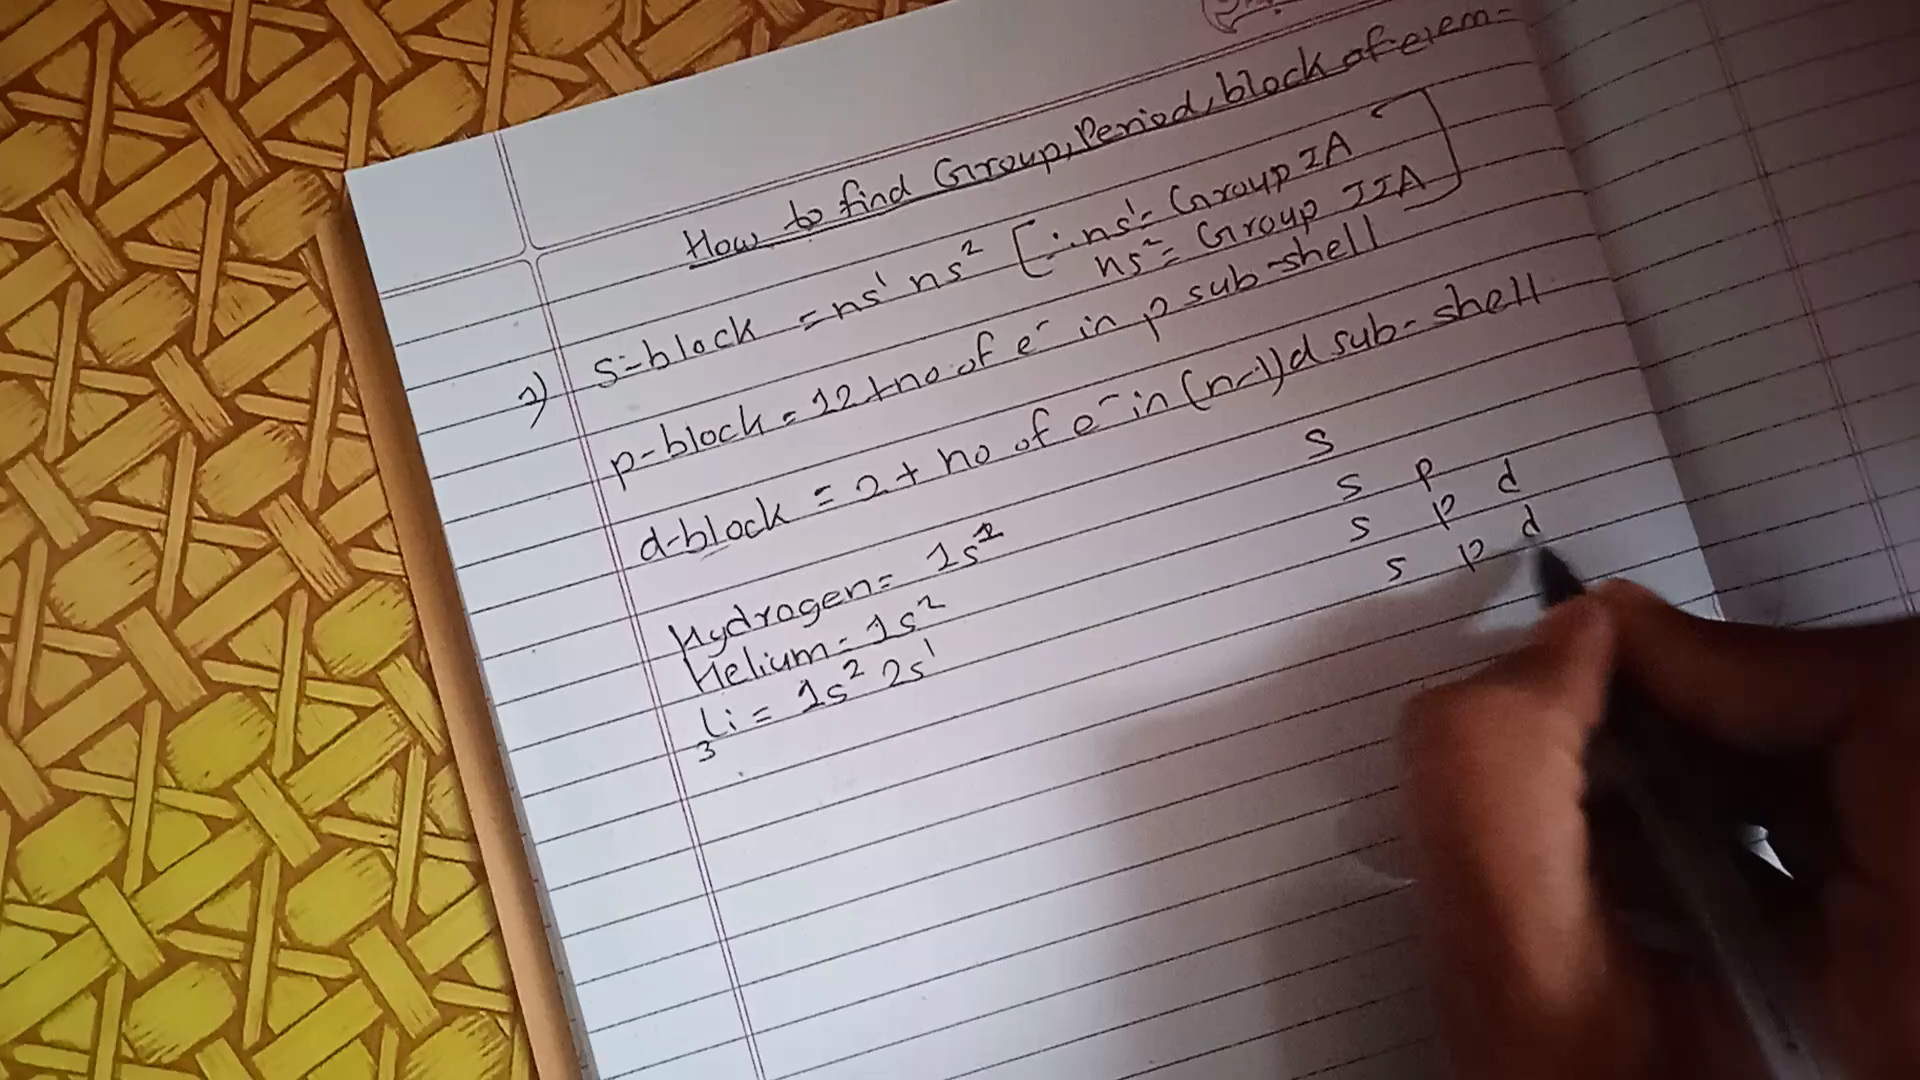 How to find Group, Period, block of elem-
1) s-block = ns¹ ns² [∵ ns¹ = Group IA
ns² = Group IIA]
p-block = 12 + no of e⁻ in p sub-shell
d-block = 2 + no of e⁻ in (n-1)d sub-shell
Hydrogen = 1s²
Helium = 1s²
₃Li = 1s² 2s¹
s
s p
s p d
s p d